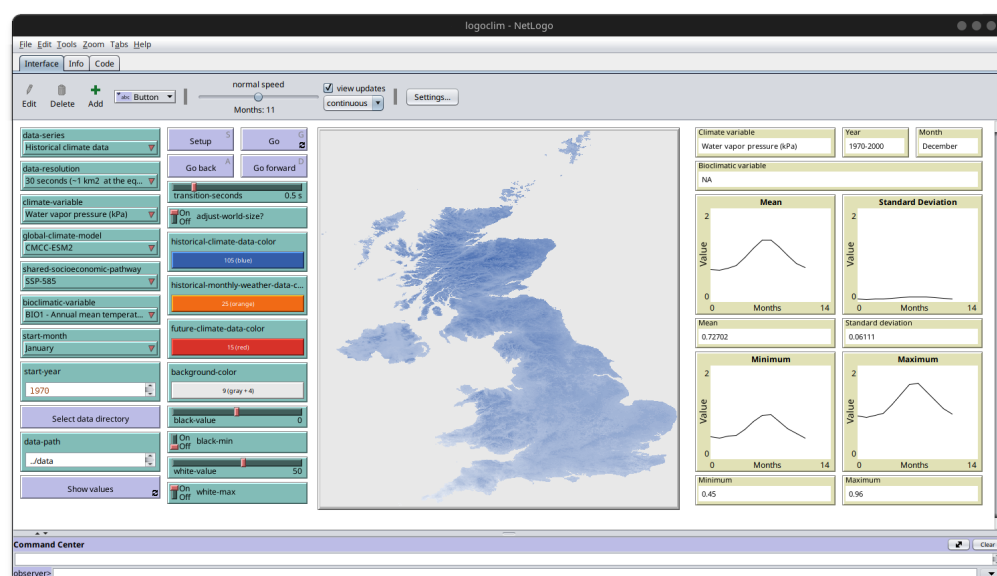 logoclim - NetLogo
File Edit Tools Zoom Tabs Help
Interface Info Code
Edit
Delete
Add
abc Button
normal speed
Months: 11
view updates
continuous
Settings...
data-series
Historical climate data
data-resolution
30 seconds (~1 km2 at the eq...
climate-variable
Water vapor pressure (kPa)
global-climate-model
CMCC-ESM2
shared-socioeconomic-pathway
SSP-585
bioclimatic-variable
BIO1 - Annual mean temperat...
start-month
January
start-year
1970
Select data directory
data-path
../data
Show values
Setup S
Go G
Go back A
Go forward D
transition-seconds 0.5 s
On
Off
adjust-world-size?
historical-climate-data-color
105 (blue)
historical-monthly-weather-data-c...
25 (orange)
future-climate-data-color
15 (red)
background-color
9 (gray + 4)
black-value 0
On
Off
black-min
white-value 50
On
Off
white-max
Climate variable
Water vapor pressure (kPa)
Year
1970-2000
Month
December
Bioclimatic variable
NA
Mean
2
Value
0
0 Months 14
Standard Deviation
2
Value
0
0 Months 14
Mean
0.72702
Standard deviation
0.06111
Minimum
2
Value
0
0 Months 14
Maximum
2
Value
0
0 Months 14
Minimum
0.45
Maximum
0.96
Command Center
Clear
observer>